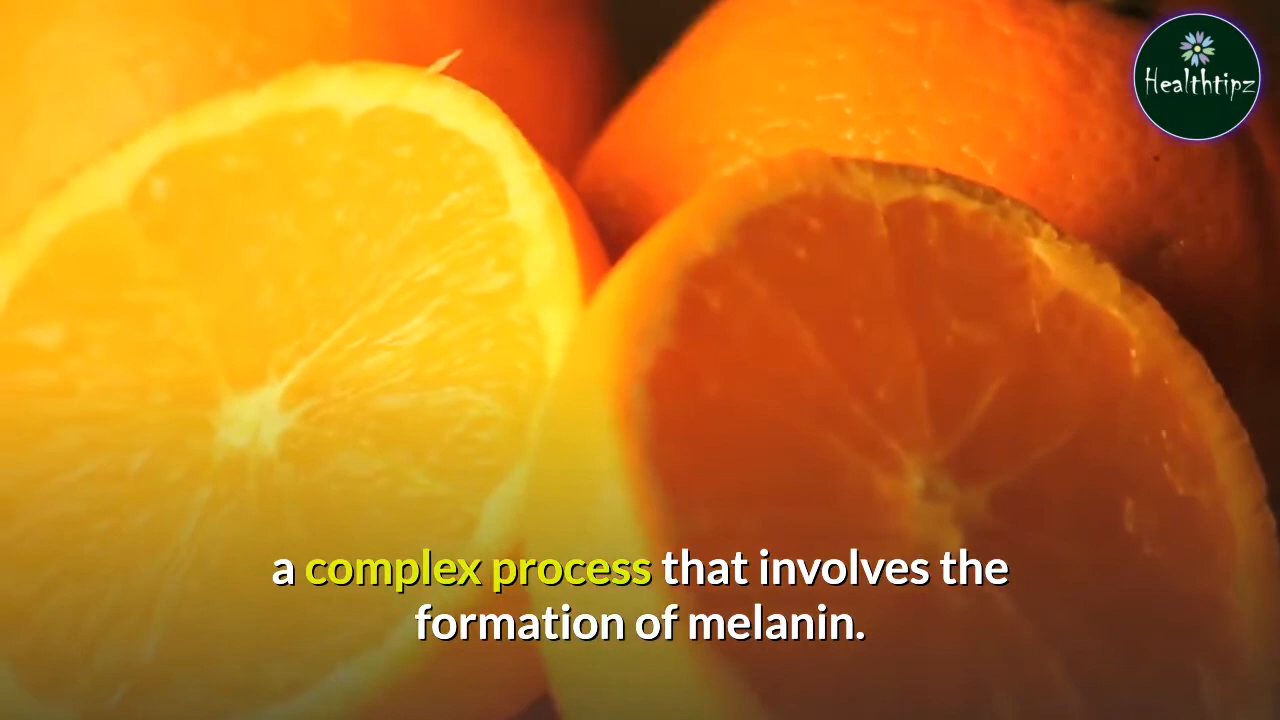 Healthtipz
a complex process that involves the
formation of melanin.